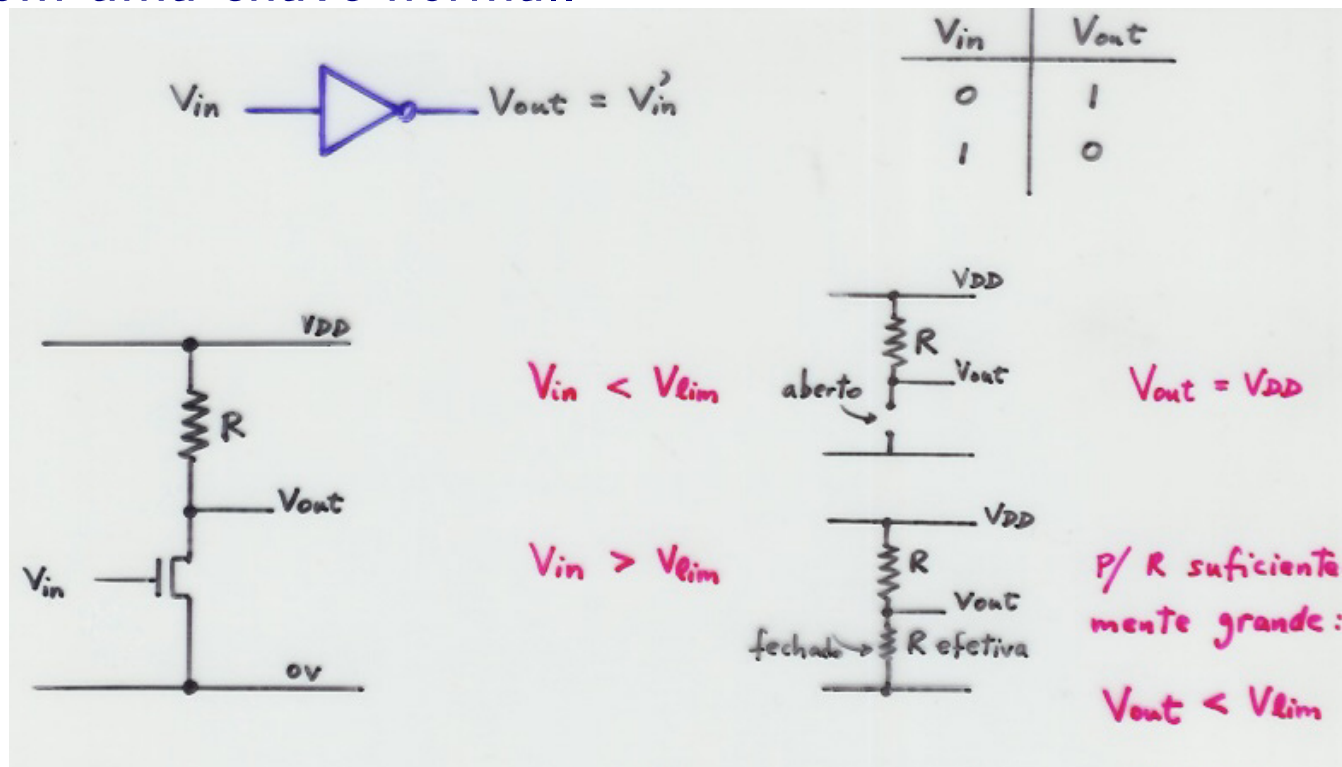 Vin
Vout = Vin'
Vin Vout
0 1
1 0
VDD
R
Vout
Vin
0V
Vin < Vlim
VDD
R
Vout
aberto
Vout = VDD
Vin > Vlim
VDD
R
Vout
fechado
R efetiva
P/ R suficiente
mente grande:
Vout < Vlim